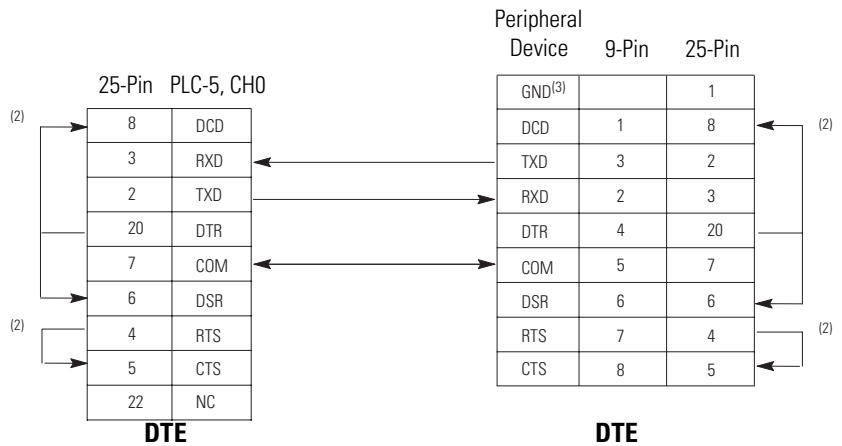 Peripheral
Device 9-Pin 25-Pin
25-Pin PLC-5, CH0
GND(3) 1
(2) 8 DCD
DCD 1 8 (2)
3 RXD
TXD 3 2
2 TXD
RXD 2 3
20 DTR
DTR 4 20
7 COM
COM 5 7
6 DSR
DSR 6 6
(2) 4 RTS
RTS 7 4 (2)
5 CTS
CTS 8 5
22 NC
DTE
DTE